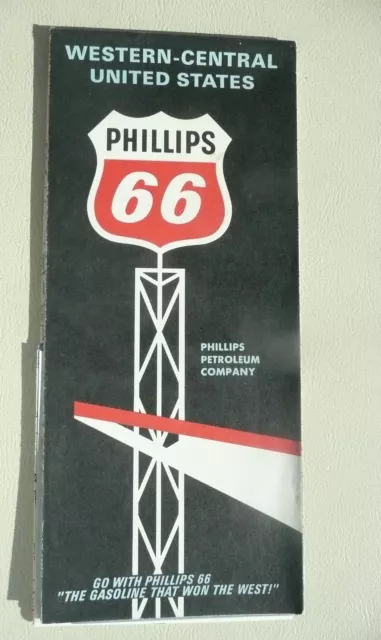 WESTERN-CENTRAL
UNITED STATES
PHILLIPS
66
PHILLIPS
PETROLEUM
COMPANY
GO WITH PHILLIPS 66
"THE GASOLINE THAT WON THE WEST!"